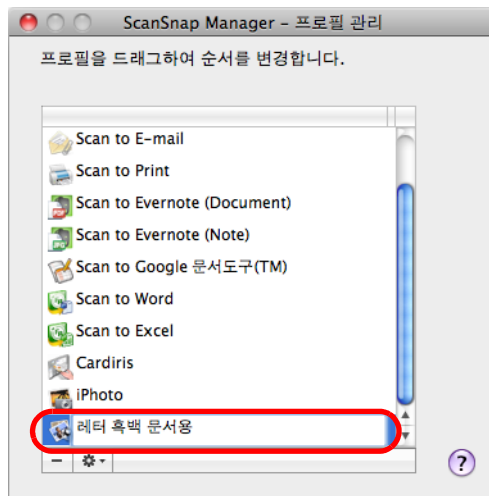 ScanSnap Manager – 프로필 관리
프로필을 드래그하여 순서를 변경합니다.
Scan to E-mail
Scan to Print
Scan to Evernote (Document)
Scan to Evernote (Note)
Scan to Google 문서도구(TM)
Scan to Word
Scan to Excel
Cardiris
iPhoto
레터 흑백 문서용
?